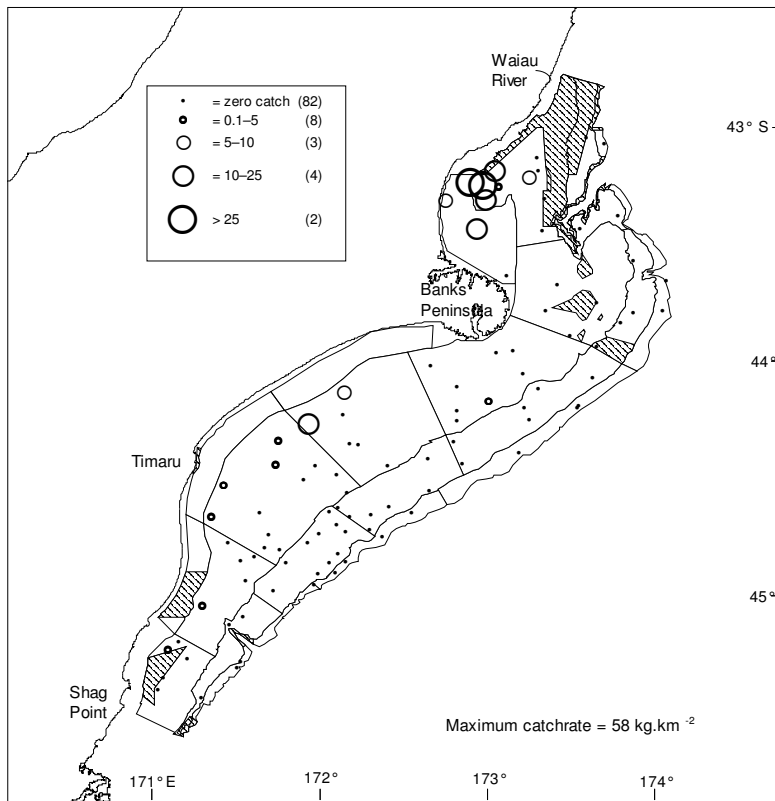 Waiau
River
= zero catch (82)
= 0.1–5 (8)
= 5–10 (3)
= 10–25 (4)
> 25 (2)
43° S
Banks
Peninsula
44°
Timaru
45°
Shag
Point
Maximum catchrate = 58 kg.km -2
171°E 172° 173° 174°